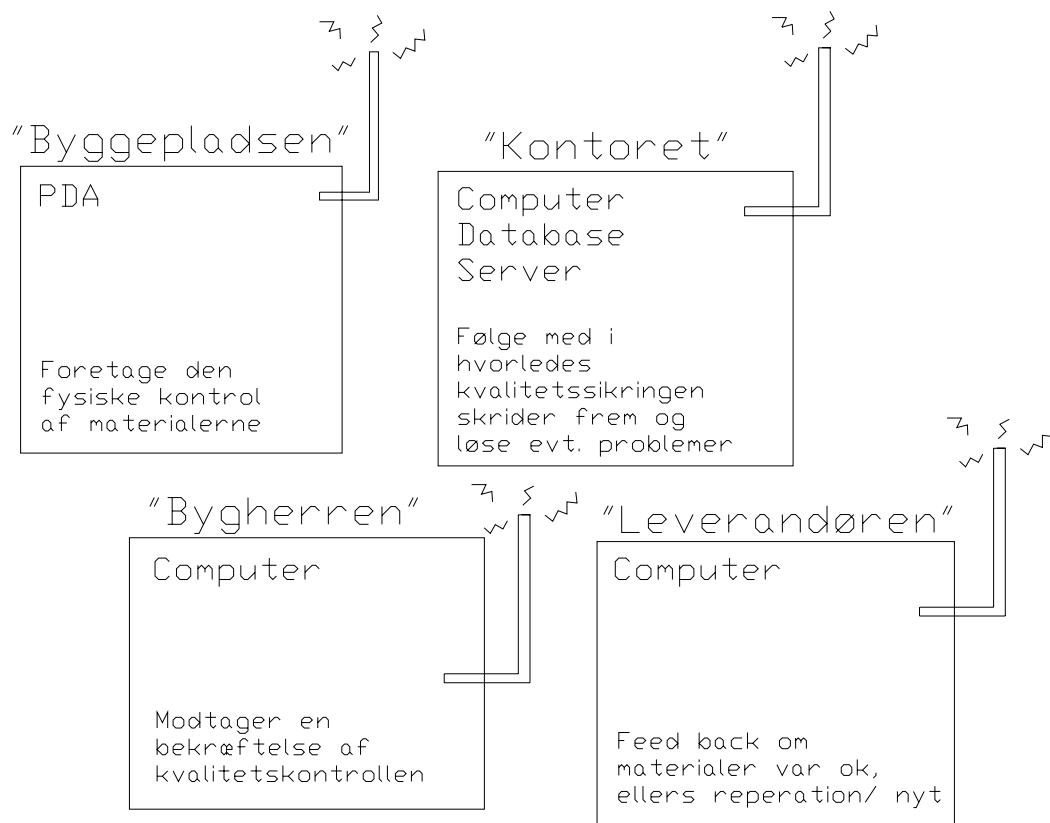 "Byggepladsen"
PDA
Foretage den
fysiske kontrol
af materialerne
"Kontoret"
Computer
Database
Server
Følge med i
hvorledes
kvalitetssikringen
skrider frem og
løse evt. problemer
"Bygherren"
Computer
Modtager en
bekræftelse af
kvalitetskontrollen
"Leverandøren"
Computer
Feed back om
materialer var ok,
ellers reperation/ nyt